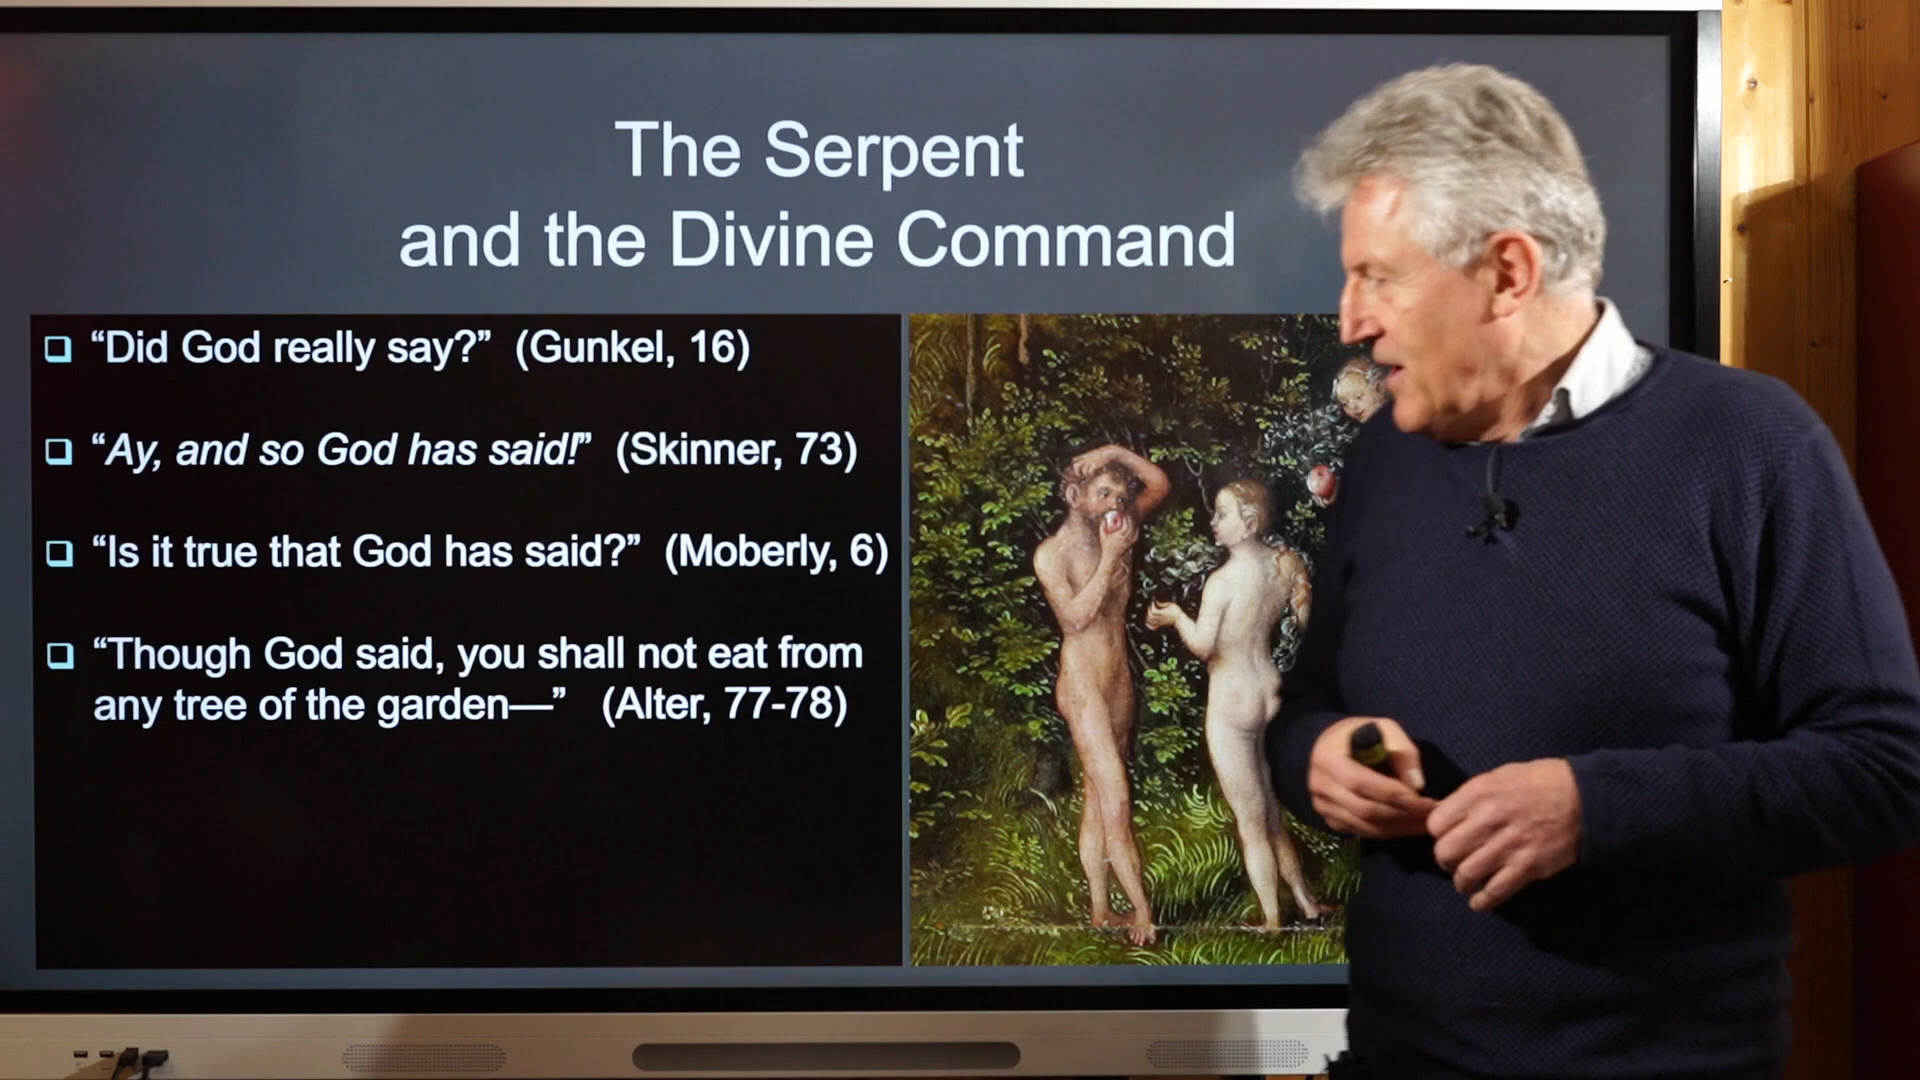 The Serpent
and the Divine Command
“Did God really say?” (Gunkel, 16)
“Ay, and so God has said!” (Skinner, 73)
“Is it true that God has said?” (Moberly, 6)
“Though God said, you shall not eat from
any tree of the garden—” (Alter, 77-78)